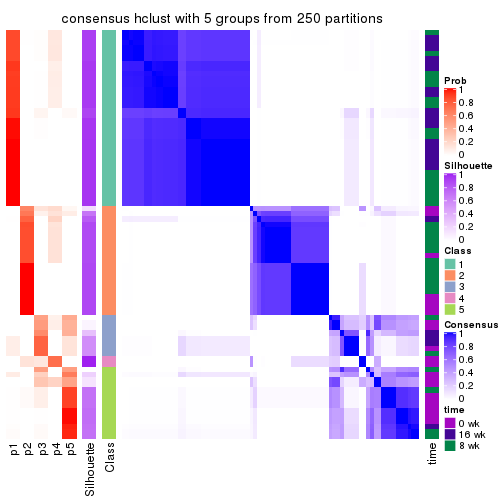 consensus hclust with 5 groups from 250 partitions
Prob
1
0.8
0.6
0.4
0.2
0
Silhouette
1
0.8
0.6
0.4
0.2
0
Class
1
2
3
4
5
Consensus
1
0.8
0.6
0.4
0.2
0
time
0 wk
16 wk
8 wk
p1
p2
p3
p4
p5
Silhouette
Class
time